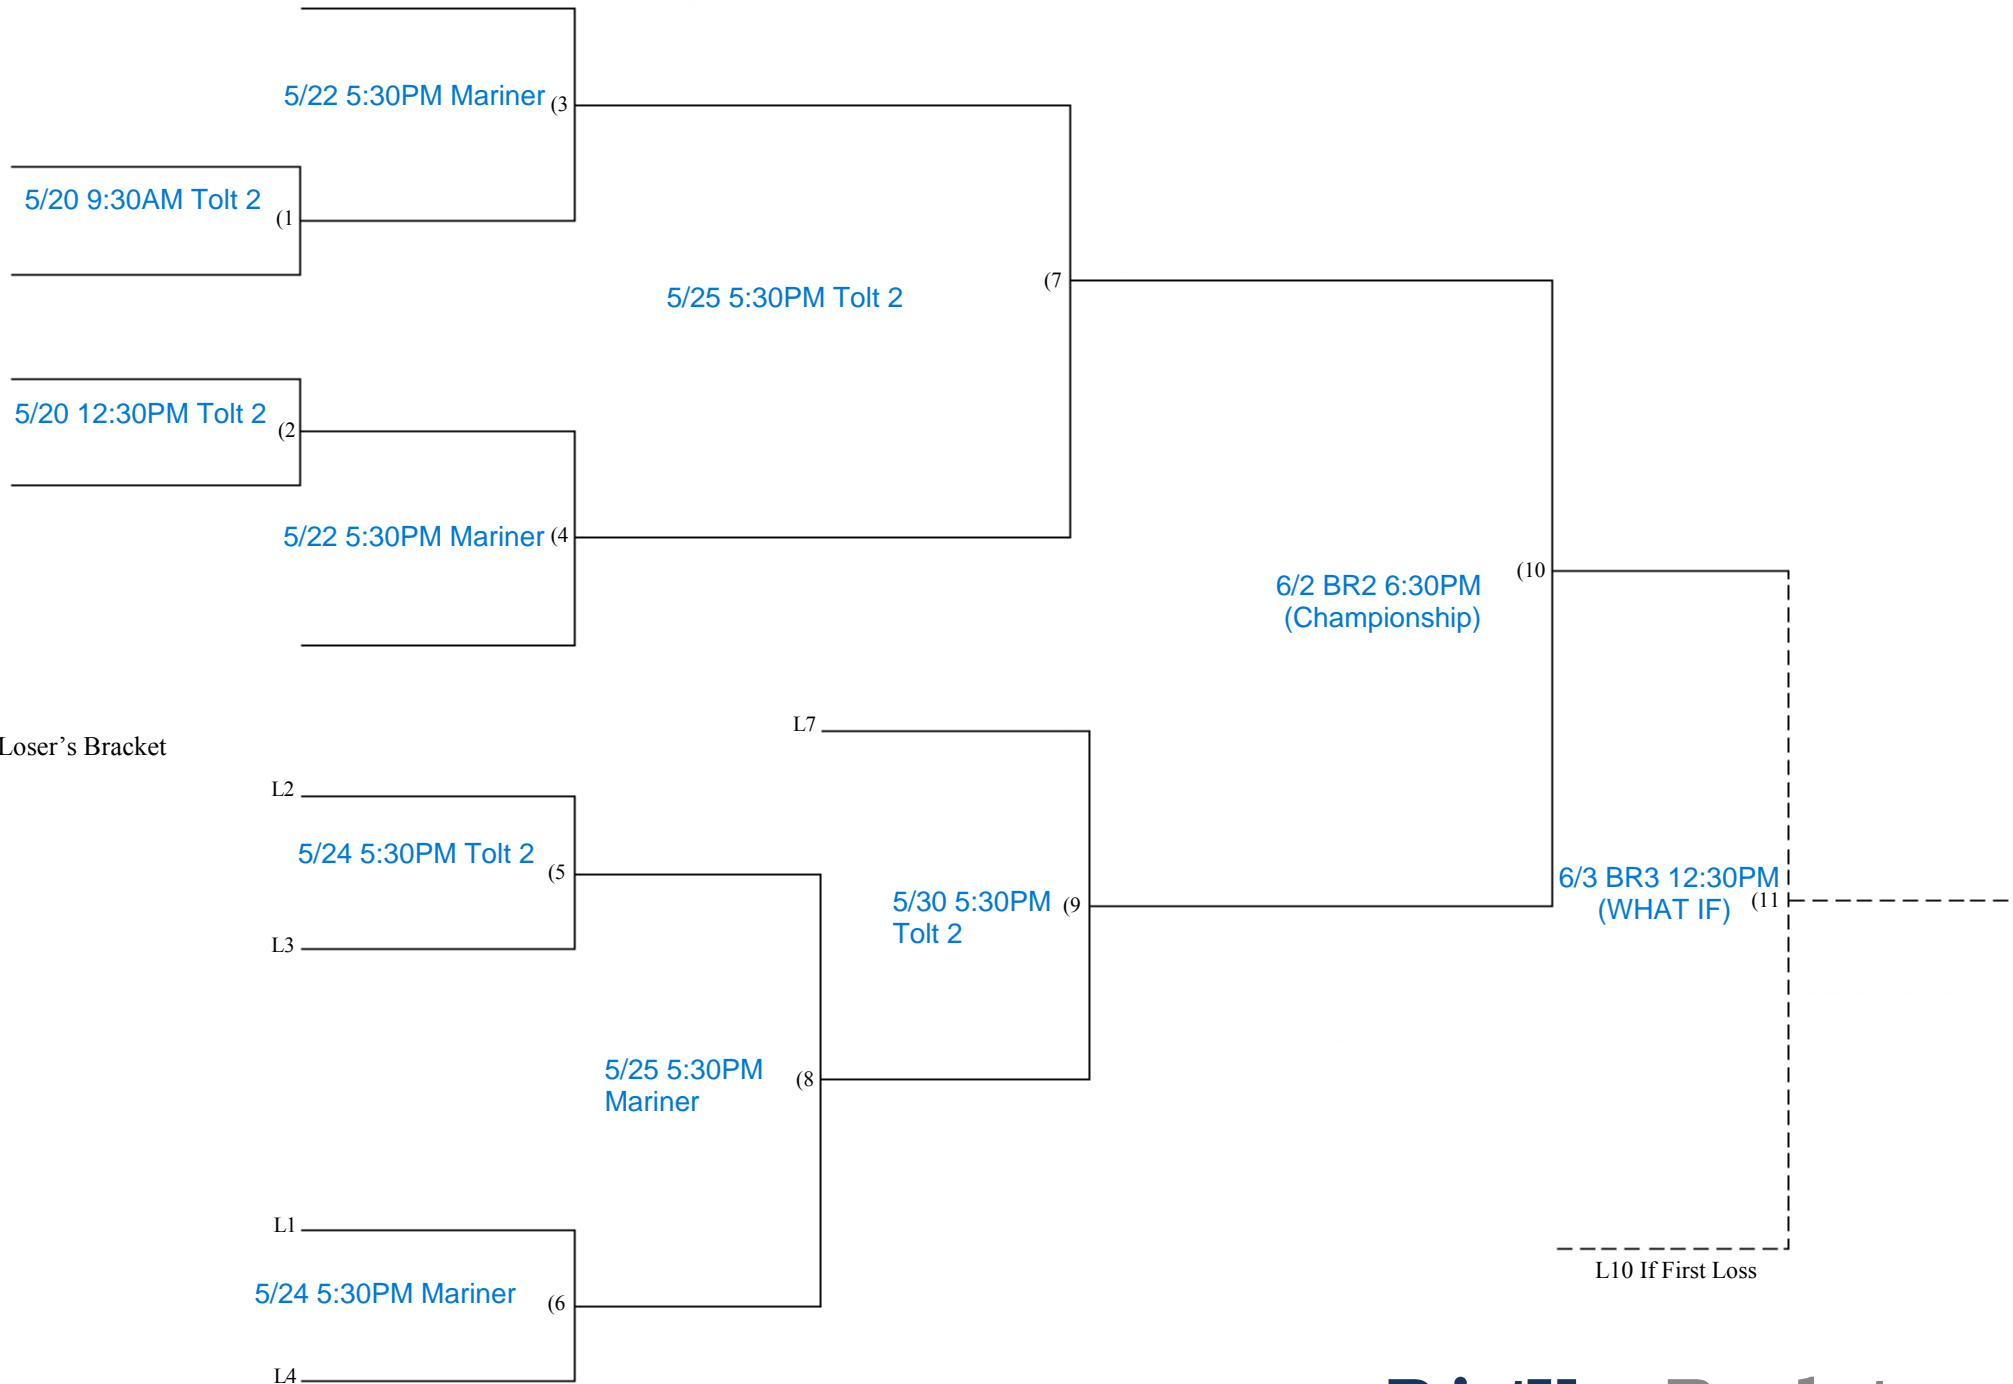 5/22 5:30PM Mariner
(3
5/20 9:30AM Tolt 2
(1
5/25 5:30PM Tolt 2
(7
5/20 12:30PM Tolt 2
(2
5/22 5:30PM Mariner
(4
6/2 BR2 6:30PM
(Championship)
(10
Loser's Bracket
L7
L2
5/24 5:30PM Tolt 2
(5
L3
5/30 5:30PM
Tolt 2
(9
6/3 BR3 12:30PM
(WHAT IF)
(11
5/25 5:30PM
Mariner
(8
L1
5/24 5:30PM Mariner
(6
L4
L10 If First Loss